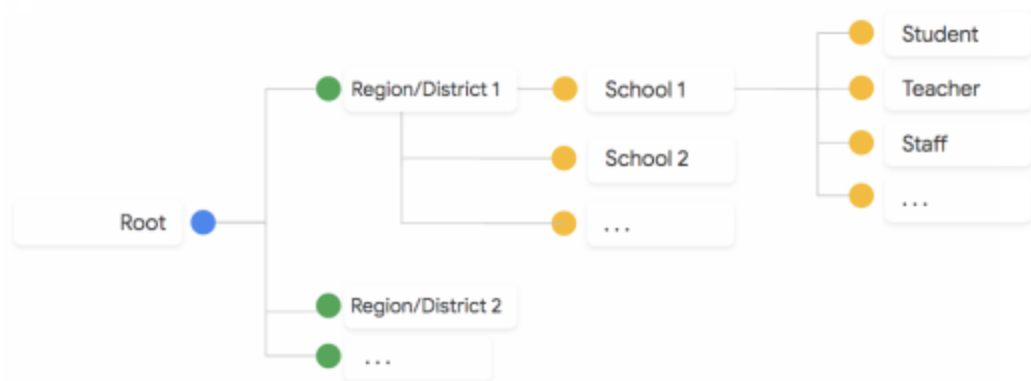 Root
Region/District 1
School 1
Student
Teacher
Staff
...
School 2
...
Region/District 2
...